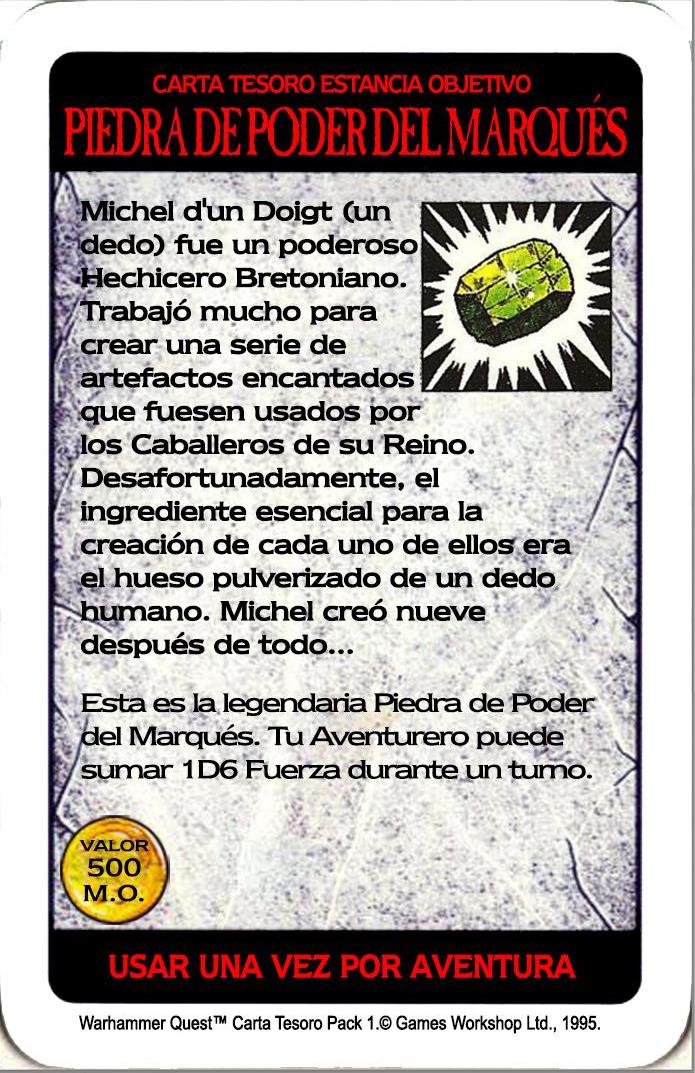 CARTA TESORO ESTANCIA OBJETIVO
PIEDRA DE PODER DEL MARQUÉS
Michel d'un Doigt (un
dedo) fue un poderoso
Hechicero Bretoniano.
Trabajó mucho para
crear una serie de
artefactos encantados
que fuesen usados por
los Caballeros de su Reino.
Desafortunadamente, el
ingrediente esencial para la
creación de cada uno de ellos era
el hueso pulverizado de un dedo
humano. Michel creó nueve
después de todo...
Esta es la legendaria Piedra de Poder
del Marqués. Tu Aventurero puede
sumar 1D6 Fuerza durante un turno.
VALOR
500
M.O.
USAR UNA VEZ POR AVENTURA
Warhammer Quest™ Carta Tesoro Pack 1.© Games Workshop Ltd., 1995.